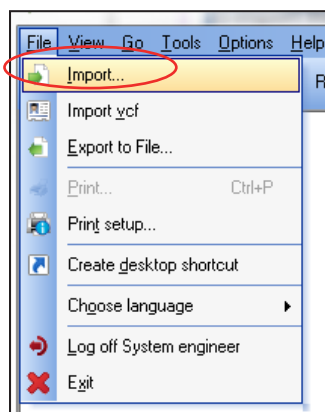 File View Go Tools Options Help
Import... R
Import vcf
Export to File...
Print... Ctrl+P
Print setup...
Create desktop shortcut
Choose language
Log off System engineer
Exit